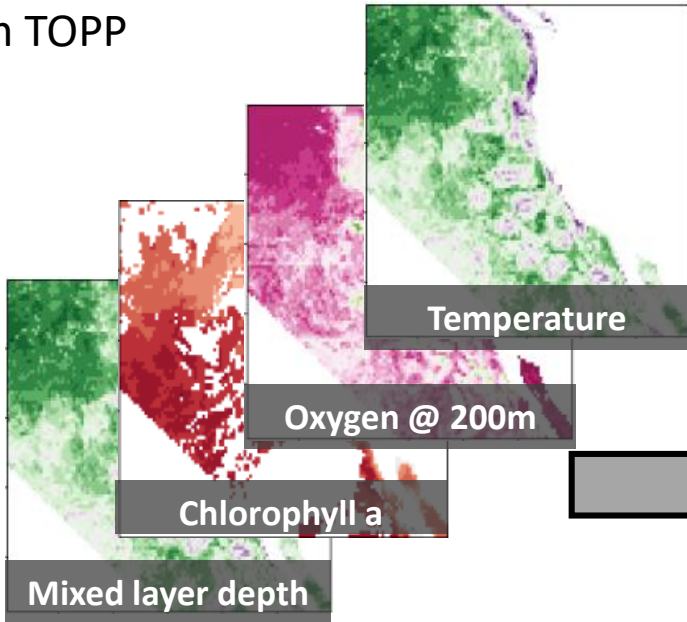 TOPP
Temperature
Oxygen @ 200m
Chlorophyll a
Mixed layer depth